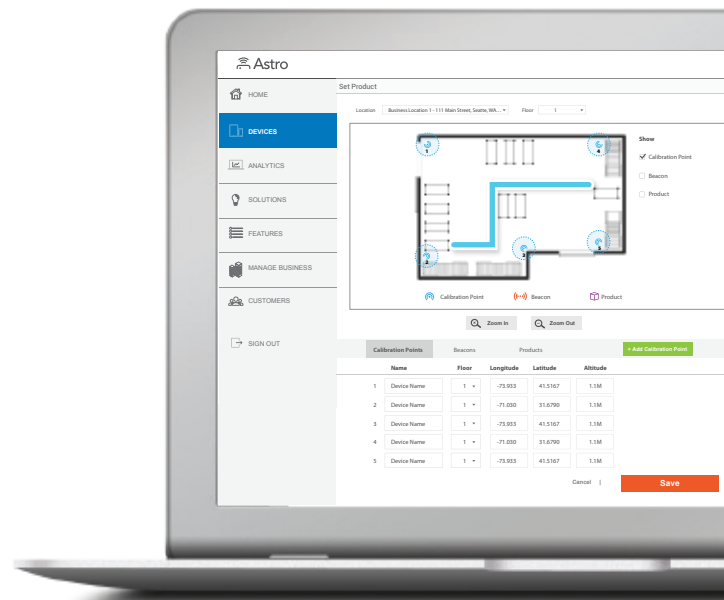 Astro
HOME
DEVICES
ANALYTICS
SOLUTIONS
FEATURES
MANAGE BUSINESS
CUSTOMERS
SIGN OUT
Set Product
Location Business Location 1 - 111 Main Street, Seatte, WA... Floor 1
1
4
2
3
5
Show
Calibration Point
Beacon
Product
Calibration Point Beacon Product
Zoom In Zoom Out
Calibration Points Beacons Products + Add Calibration Point
Name Floor Longitude Latitude Altitude
1 Device Name 1 -73.933 41.5167 1.1M
2 Device Name 1 -71.030 31.6790 1.1M
3 Device Name 1 -73.933 41.5167 1.1M
4 Device Name 1 -71.030 31.6790 1.1M
5 Device Name 1 -73.933 41.5167 1.1M
Cancel | Save